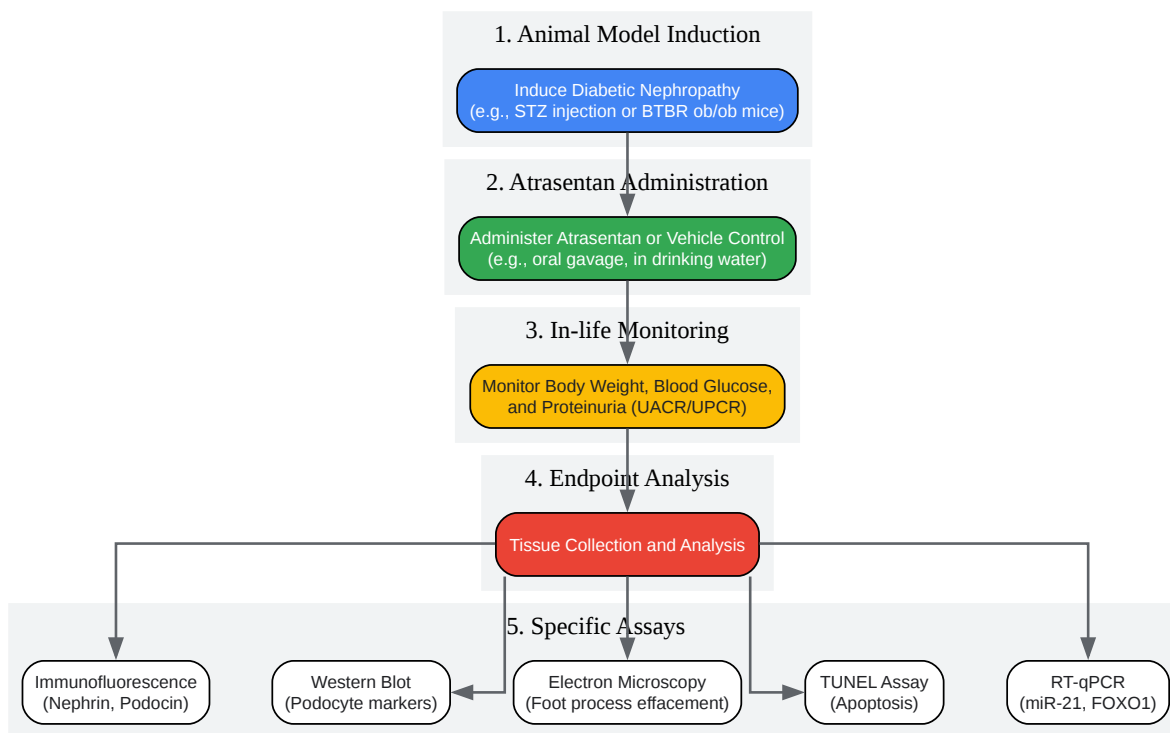 1. Animal Model Induction
Induce Diabetic Nephropathy
(e.g., STZ injection or BTBR ob/ob mice)
2. Atrasentan Administration
Administer Atrasentan or Vehicle Control
(e.g., oral gavage, in drinking water)
3. In-life Monitoring
Monitor Body Weight, Blood Glucose,
and Proteinuria (UACR/UPCR)
4. Endpoint Analysis
Tissue Collection and Analysis
5. Specific Assays
Immunofluorescence
(Nephrin, Podocin)
Western Blot
(Podocyte markers)
Electron Microscopy
(Foot process effacement)
TUNEL Assay
(Apoptosis)
RT-qPCR
(miR-21, FOXO1)